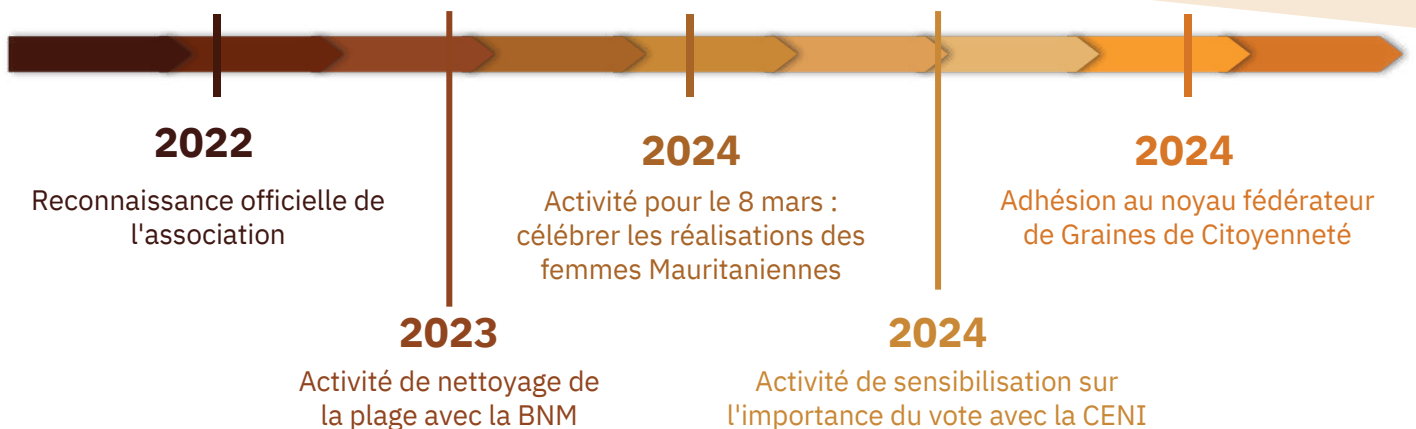 2022
Reconnaissance officielle de
l'association
2023
Activité de nettoyage de
la plage avec la BNM
2024
Activité pour le 8 mars :
célébrer les réalisations des
femmes Mauritaniennes
2024
Activité de sensibilisation sur
l'importance du vote avec la CENI
2024
Adhésion au noyau fédérateur
de Graines de Citoyenneté